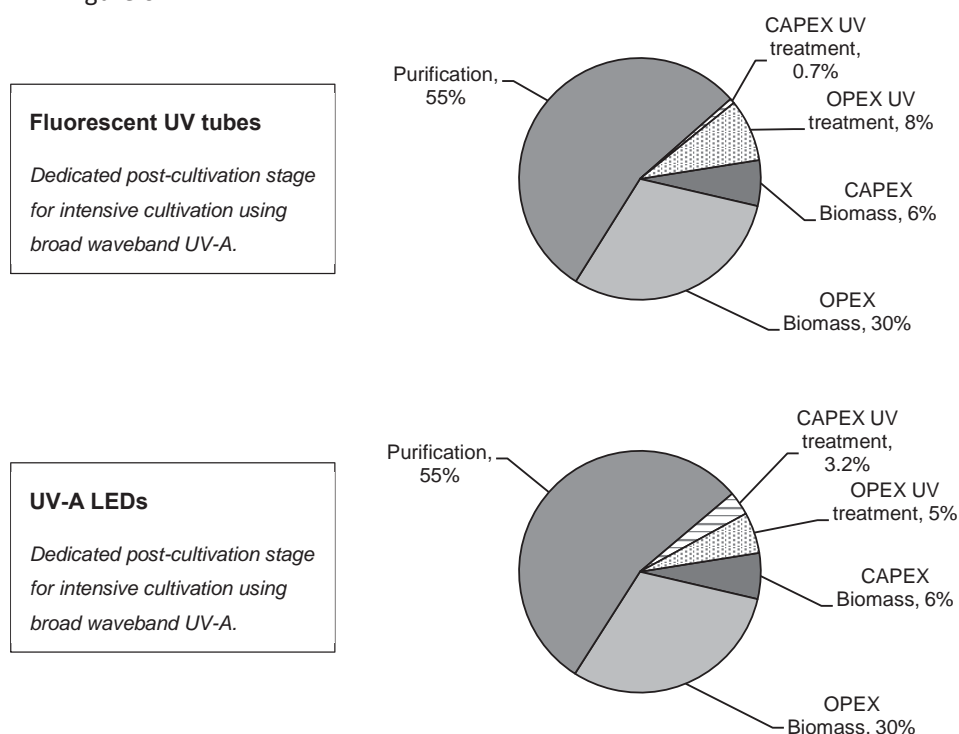 CAPEX UV
treatment,
0.7%
Purification,
55%
OPEX UV
treatment, 8%
Fluorescent UV tubes
Dedicated post-cultivation stage
for intensive cultivation using
broad waveband UV-A.
CAPEX
Biomass, 6%
OPEX
Biomass, 30%
CAPEX UV
treatment,
3.2%
Purification,
55%
OPEX UV
treatment, 5%
UV-A LEDs
Dedicated post-cultivation stage
for intensive cultivation using
broad waveband UV-A.
CAPEX
Biomass, 6%
OPEX
Biomass, 30%